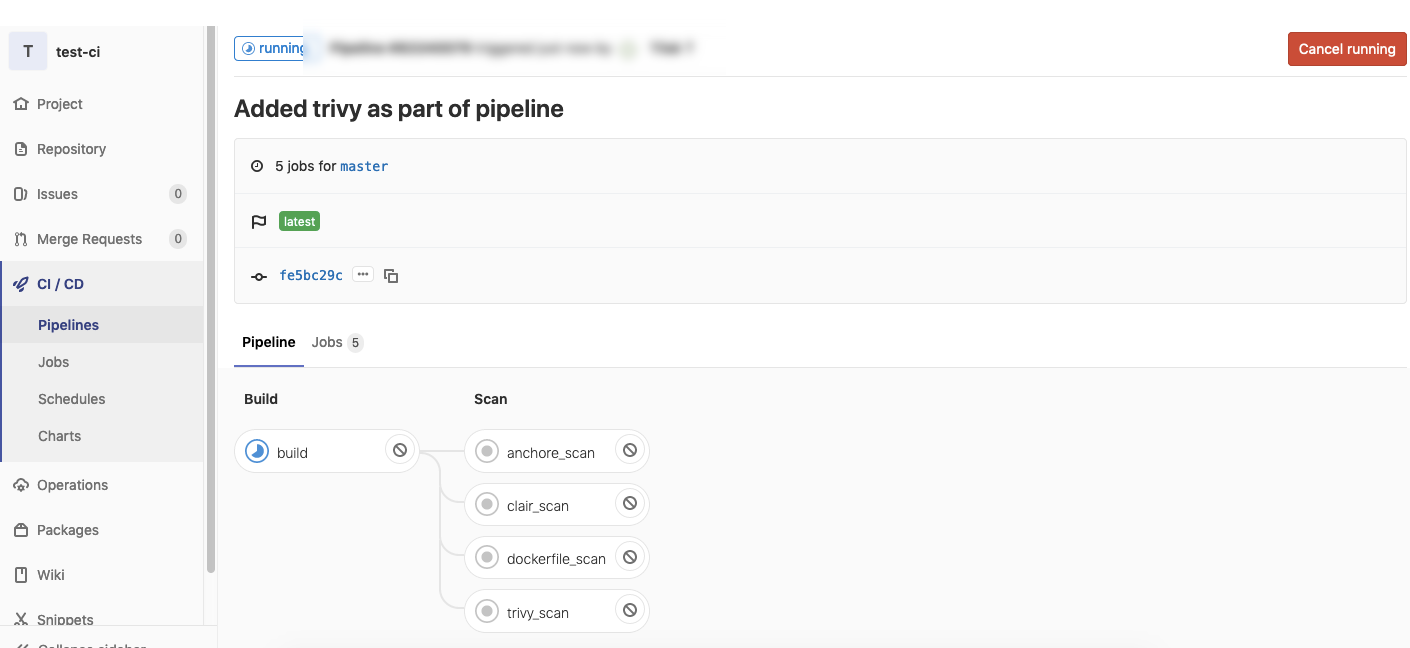 T test-ci
Project
Repository
Issues 0
Merge Requests 0
CI / CD
Pipelines
Jobs
Schedules
Charts
Operations
Packages
Wiki
Snippets
Collapse sidebar
running
Cancel running
Added trivy as part of pipeline
5 jobs for master
latest
fe5bc29c
Pipeline Jobs 5
Build Scan
build anchore_scan
clair_scan
dockerfile_scan
trivy_scan